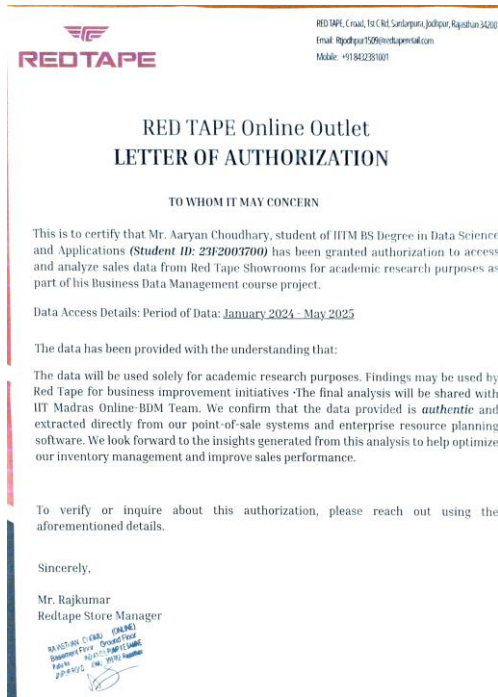 REDTAPE
RED TAPE, C road, 1st C Rd, Sardarpura, Jodhpur, Rajasthan 34200
Email: Rtjodhpur1509@redtaperetail.com
Mobile: +91 8432381001
RED TAPE Online Outlet
LETTER OF AUTHORIZATION
TO WHOM IT MAY CONCERN
This is to certify that Mr. Aaryan Choudhary, student of IITM BS Degree in Data Science
and Applications (Student ID: 23F2003700) has been granted authorization to access
and analyze sales data from Red Tape Showrooms for academic research purposes as
part of his Business Data Management course project.
Data Access Details: Period of Data: January 2024 - May 2025
The data has been provided with the understanding that:
The data will be used solely for academic research purposes. Findings may be used by
Red Tape for business improvement initiatives •The final analysis will be shared with
IIT Madras Online-BDM Team. We confirm that the data provided is authentic and
extracted directly from our point-of-sale systems and enterprise resource planning
software. We look forward to the insights generated from this analysis to help optimize
our inventory management and improve sales performance.
To verify or inquire about this authorization, please reach out using the
aforementioned details.
Sincerely,
Mr. Rajkumar
Redtape Store Manager
(ONLINE)
Basement Floor Ground Floor